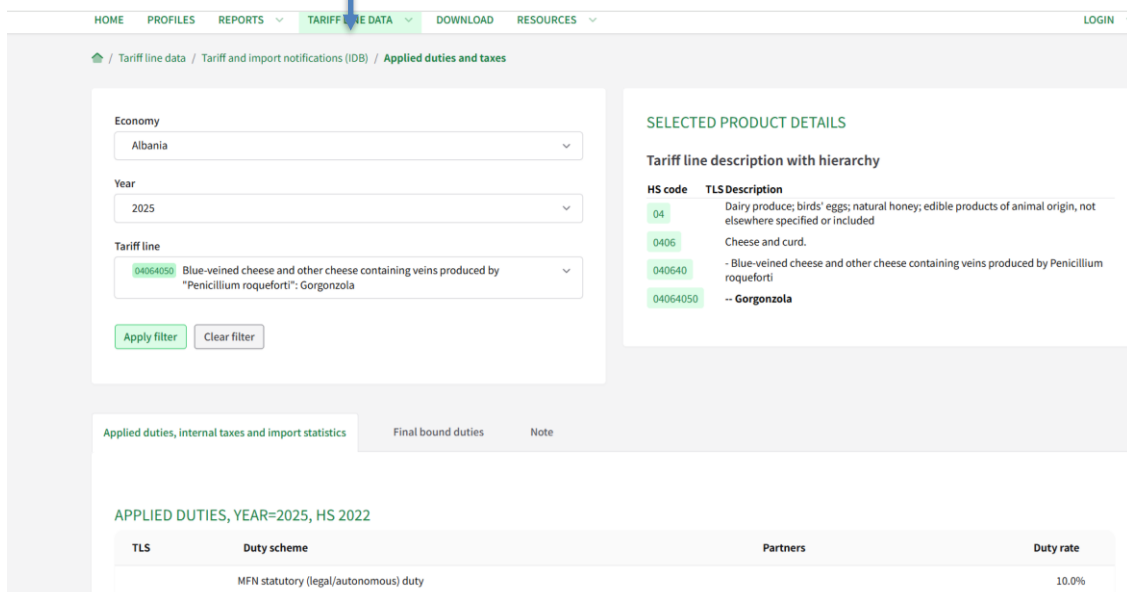 HOME PROFILES REPORTS TARIFF LINE DATA DOWNLOAD RESOURCES LOGIN
/ Tariff line data / Tariff and import notifications (IDB) / Applied duties and taxes
Economy
Albania
Year
2025
Tariff line
04064050 Blue-veined cheese and other cheese containing veins produced by
"Penicillium roqueforti": Gorgonzola
Apply filter Clear filter
SELECTED PRODUCT DETAILS
Tariff line description with hierarchy
HS code TLS Description
04 Dairy produce; birds' eggs; natural honey; edible products of animal origin, not
elsewhere specified or included
0406 Cheese and curd.
040640 - Blue-veined cheese and other cheese containing veins produced by Penicillium
roqueforti
04064050 -- Gorgonzola
Applied duties, internal taxes and import statistics Final bound duties Note
APPLIED DUTIES, YEAR=2025, HS 2022
TLS Duty scheme Partners Duty rate
MFN statutory (legal/autonomous) duty 10.0%